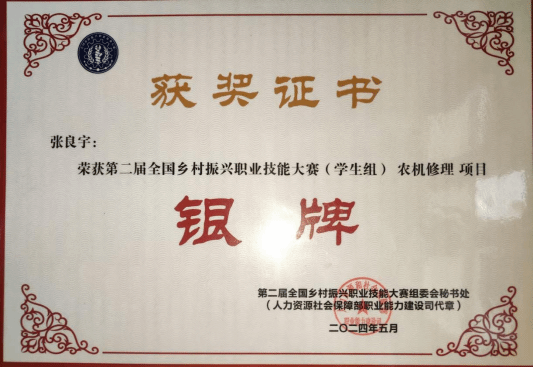 获奖证书
张良宇：
荣获第二届全国乡村振兴职业技能大赛（学生组） 农机修理 项目
银牌
第二届全国乡村振兴职业技能大赛组委会秘书处
（人力资源社会保障部职业能力建设司代章）
二〇二四年五月